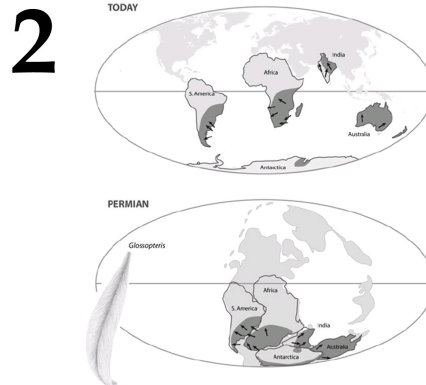 2
TODAY
india
Africa
S. America
Australia
Antarctica
PERMIAN
Glossopteris
Africa
S. America
india
Australia
Antarctica